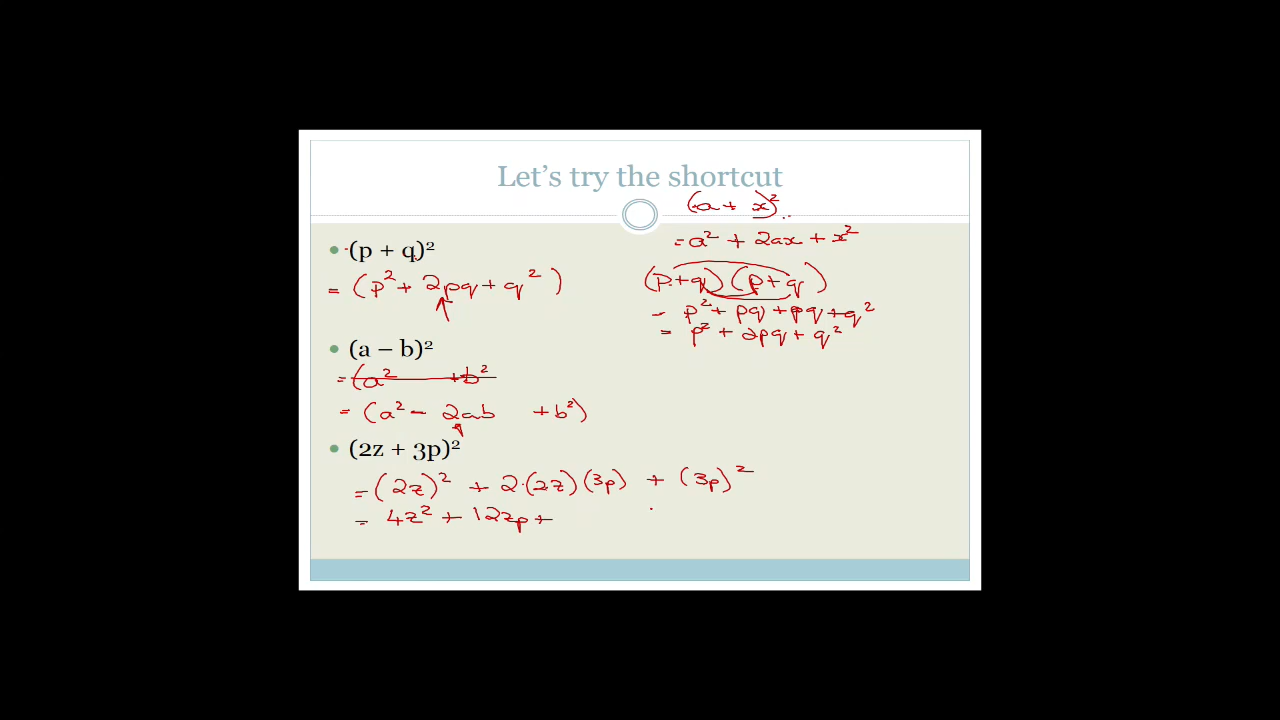 Let's try the shortcut
(a + x)²
= a² + 2ax + x²
• (p + q)²
= (p² + 2pq + q²)
(p + q)(p + q)
= p² + pq + pq + q²
= p² + 2pq + q²
• (a – b)²
= (a² + b²
= (a² - 2ab + b²)
• (2z + 3p)²
= (2z)² + 2·(2z)(3p) + (3p)²
= 4z² + 12zp +